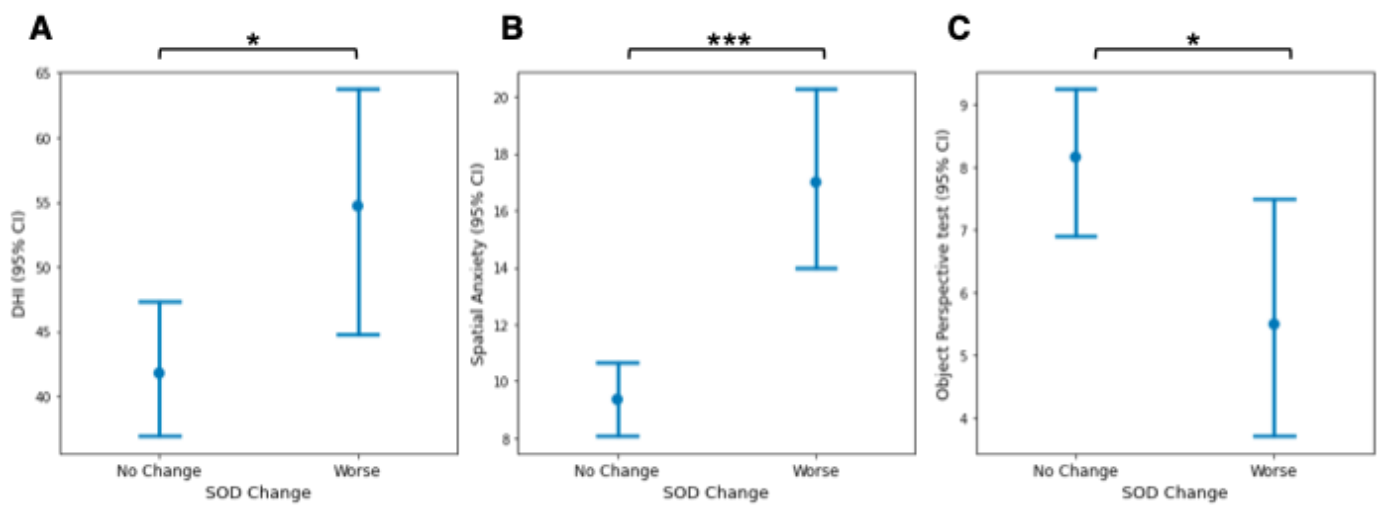 A
*
65
60
55
50
45
40
DHI (95% CI)
No Change
Worse
SOD Change
B
***
20
18
16
14
12
10
8
Spatial Anxiety (95% CI)
No Change
Worse
SOD Change
C
*
9
8
7
6
5
4
Object Perspective test (95% CI)
No Change
Worse
SOD Change